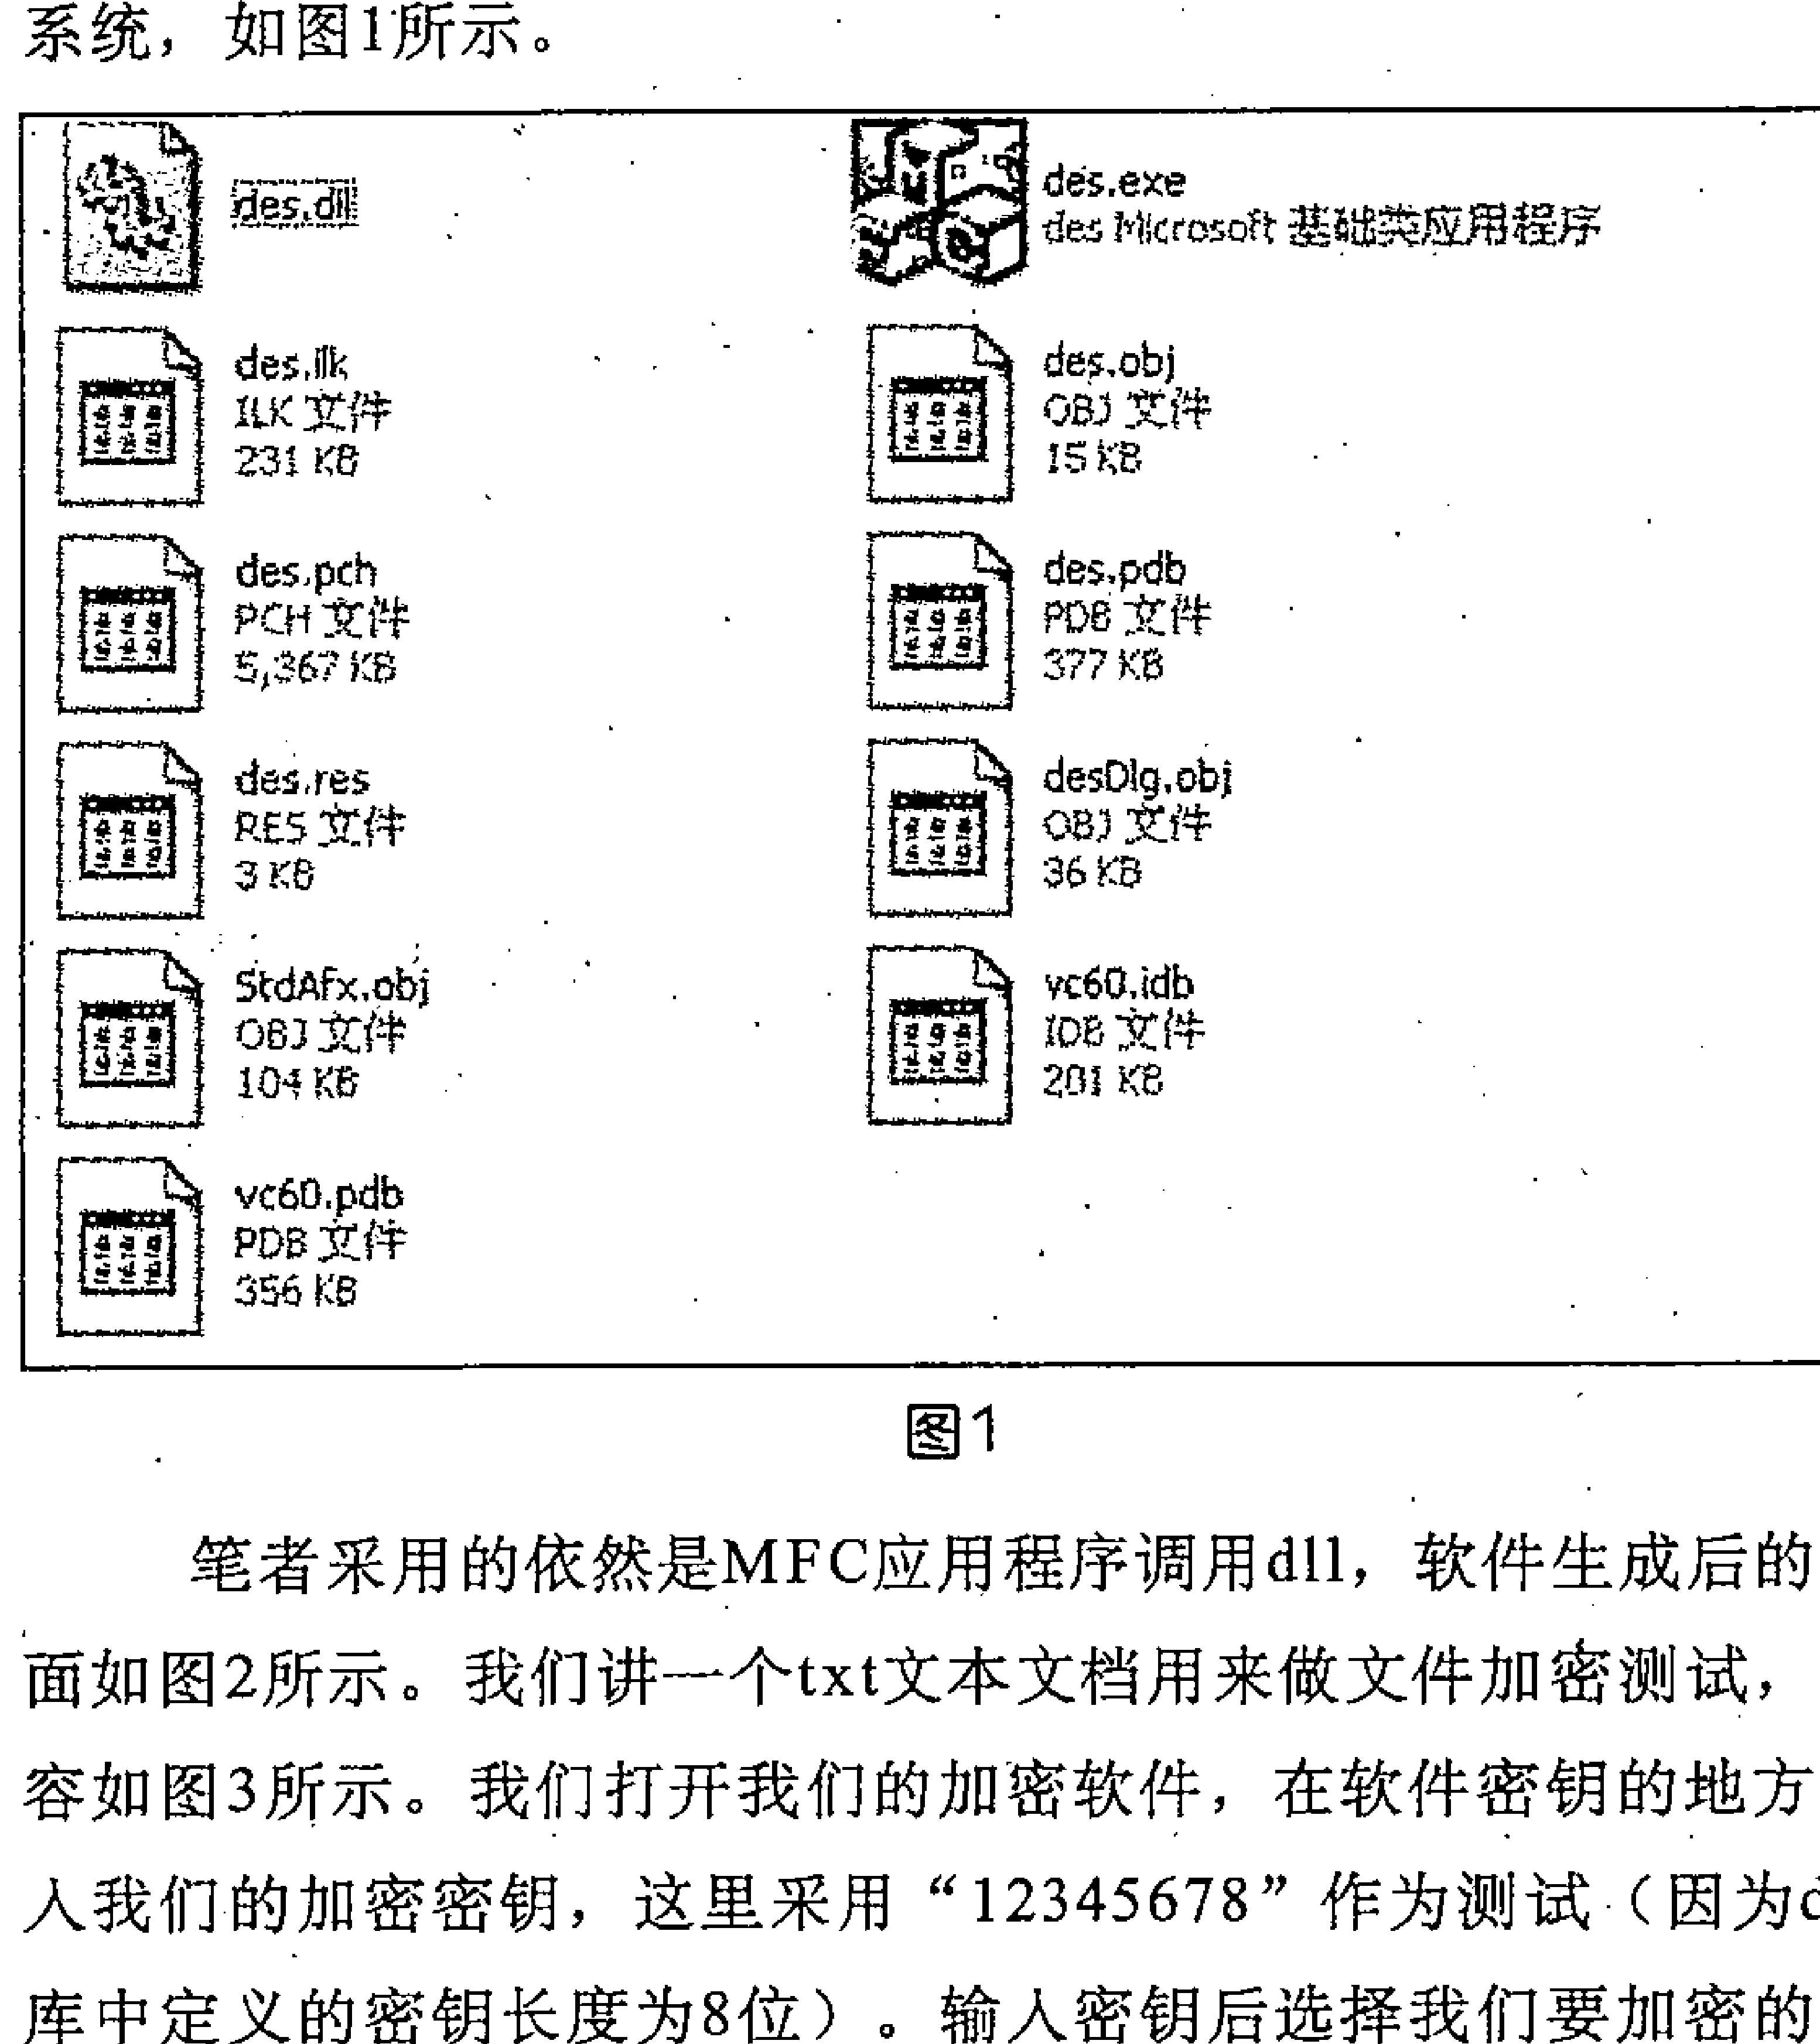 系统，如图1所示。
des.dll
des.exe
des Microsoft 基础类应用程序
des.ilk
ILK 文件
231 KB
des.obj
OBJ 文件
15 KB
des.pch
PCH 文件
5,367 KB
des.pdb
PDB 文件
377 KB
des.res
RES 文件
3 KB
desDlg.obj
OBJ 文件
36 KB
StdAfx.obj
OBJ 文件
104 KB
vc60.idb
IDB 文件
201 KB
vc60.pdb
PDB 文件
356 KB
图1
笔者采用的依然是MFC应用程序调用dll，软件生成后的
面如图2所示。我们讲一个txt文本文档用来做文件加密测试，
容如图3所示。我们打开我们的加密软件，在软件密钥的地方
入我们的加密密钥，这里采用“12345678”作为测试（因为d
库中定义的密钥长度为8位）。输入密钥后选择我们要加密的